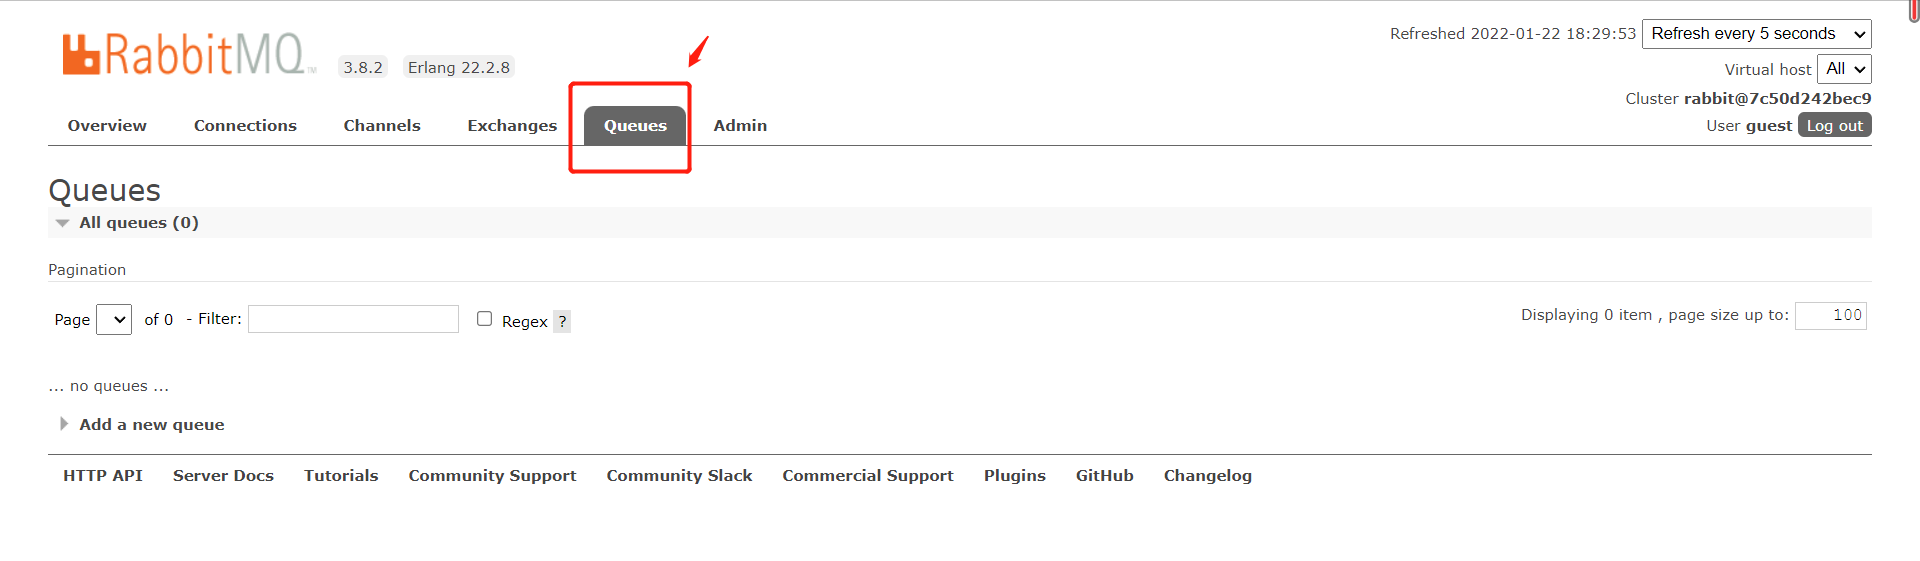 RabbitMQ™ 3.8.2 Erlang 22.2.8
Refreshed 2022-01-22 18:29:53 Refresh every 5 seconds
Virtual host All
Cluster rabbit@7c50d242bec9
User guest Log out
Overview Connections Channels Exchanges Queues Admin
Queues
All queues (0)
Pagination
Page of 0 - Filter: Regex ? Displaying 0 item , page size up to: 100
... no queues ...
Add a new queue
HTTP API Server Docs Tutorials Community Support Community Slack Commercial Support Plugins GitHub Changelog